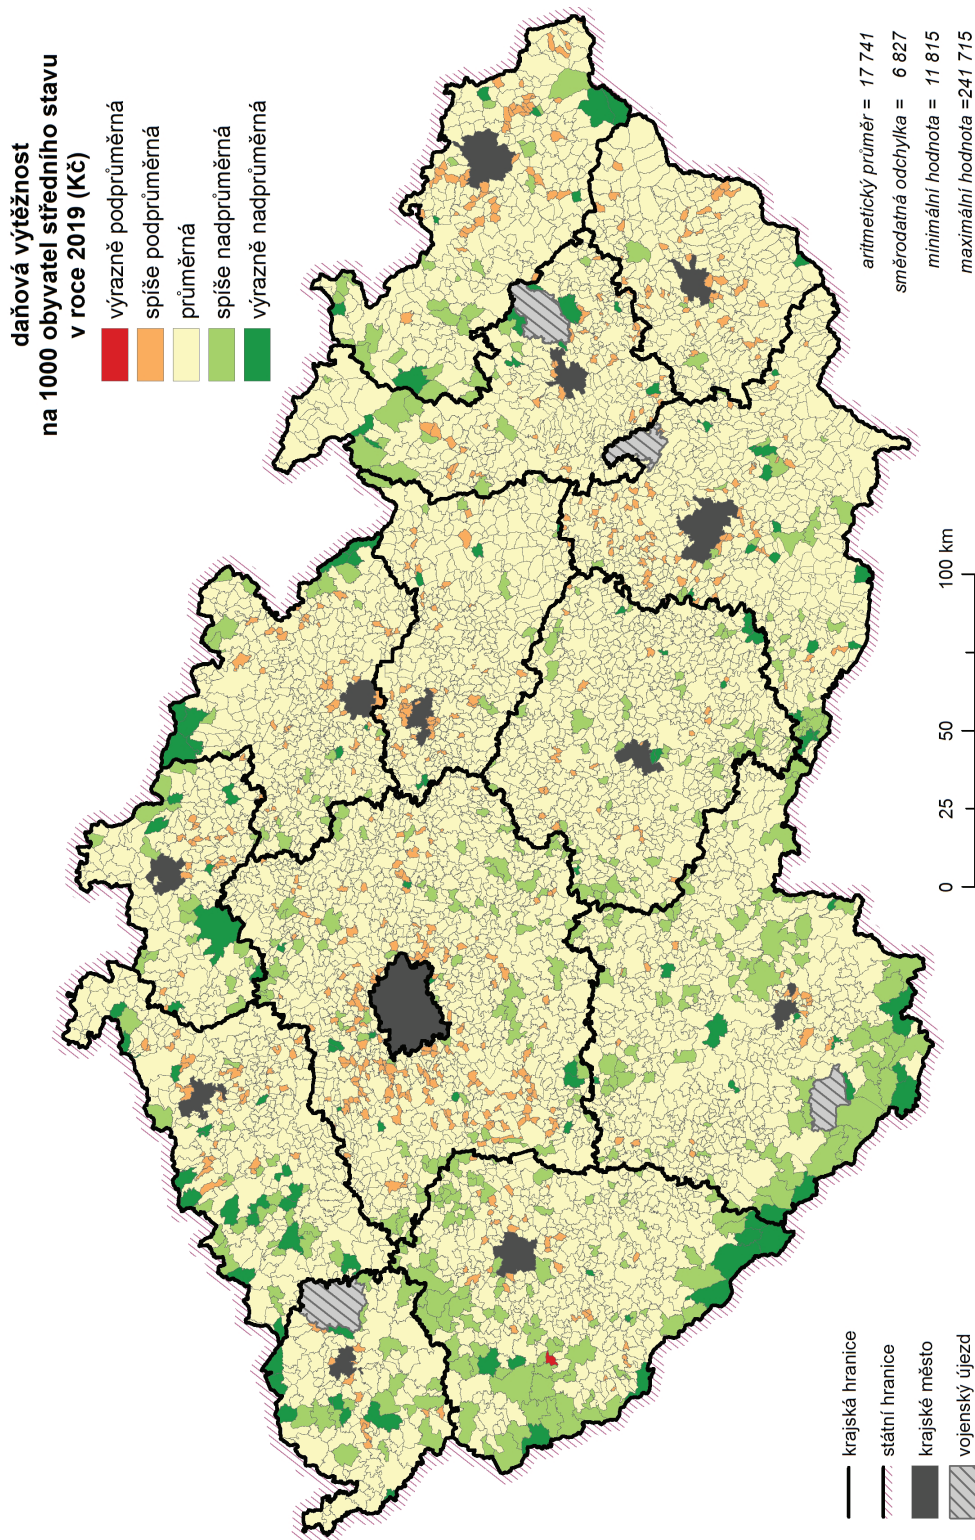 daňová výtěžnost
na 1000 obyvatel středního stavu
v roce 2019 (Kč)
výrazně podprůměrná
spíše podprůměrná
průměrná
spíše nadprůměrná
výrazně nadprůměrná
krajská hranice
státní hranice
krajské město
vojenský újezd
0 25 50 100 km
aritmetický průměr = 17 741
směrodatná odchylka = 6 827
minimální hodnota = 11 815
maximální hodnota =241 715